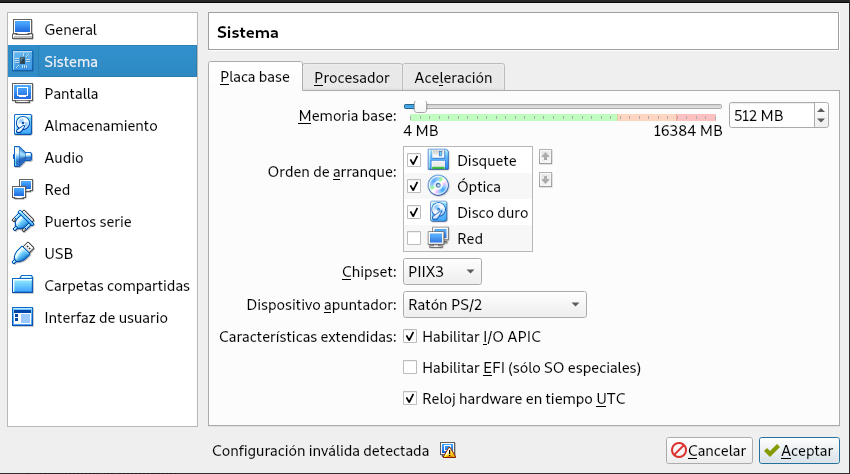 General
Sistema
Pantalla
Almacenamiento
Audio
Red
Puertos serie
USB
Carpetas compartidas
Interfaz de usuario
Sistema
Placa base
Procesador
Aceleración
Memoria base:
512 MB
4 MB
16384 MB
Orden de arranque:
Disquete
Óptica
Disco duro
Red
Chipset:
PIIX3
Dispositivo apuntador:
Ratón PS/2
Características extendidas:
Habilitar I/O APIC
Habilitar EFI (sólo SO especiales)
Reloj hardware en tiempo UTC
Configuración inválida detectada
Cancelar
Aceptar